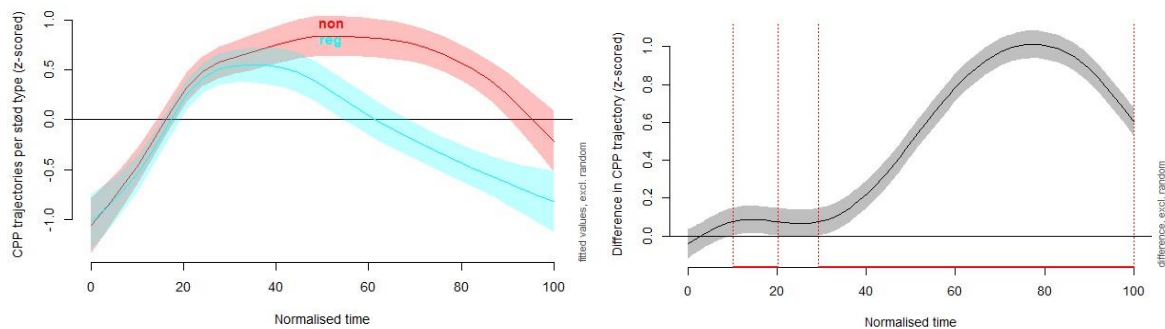 CPP trajectories per stød type (z-scored)
1.0
0.5
0.0
-0.5
-1.0
non
reg
0 20 40 60 80 100
Normalised time
fitted values, excl. random
Difference in CPP trajectory (z-scored)
1.0
0.8
0.6
0.4
0.2
0.0
0 20 40 60 80 100
Normalised time
difference, excl. random